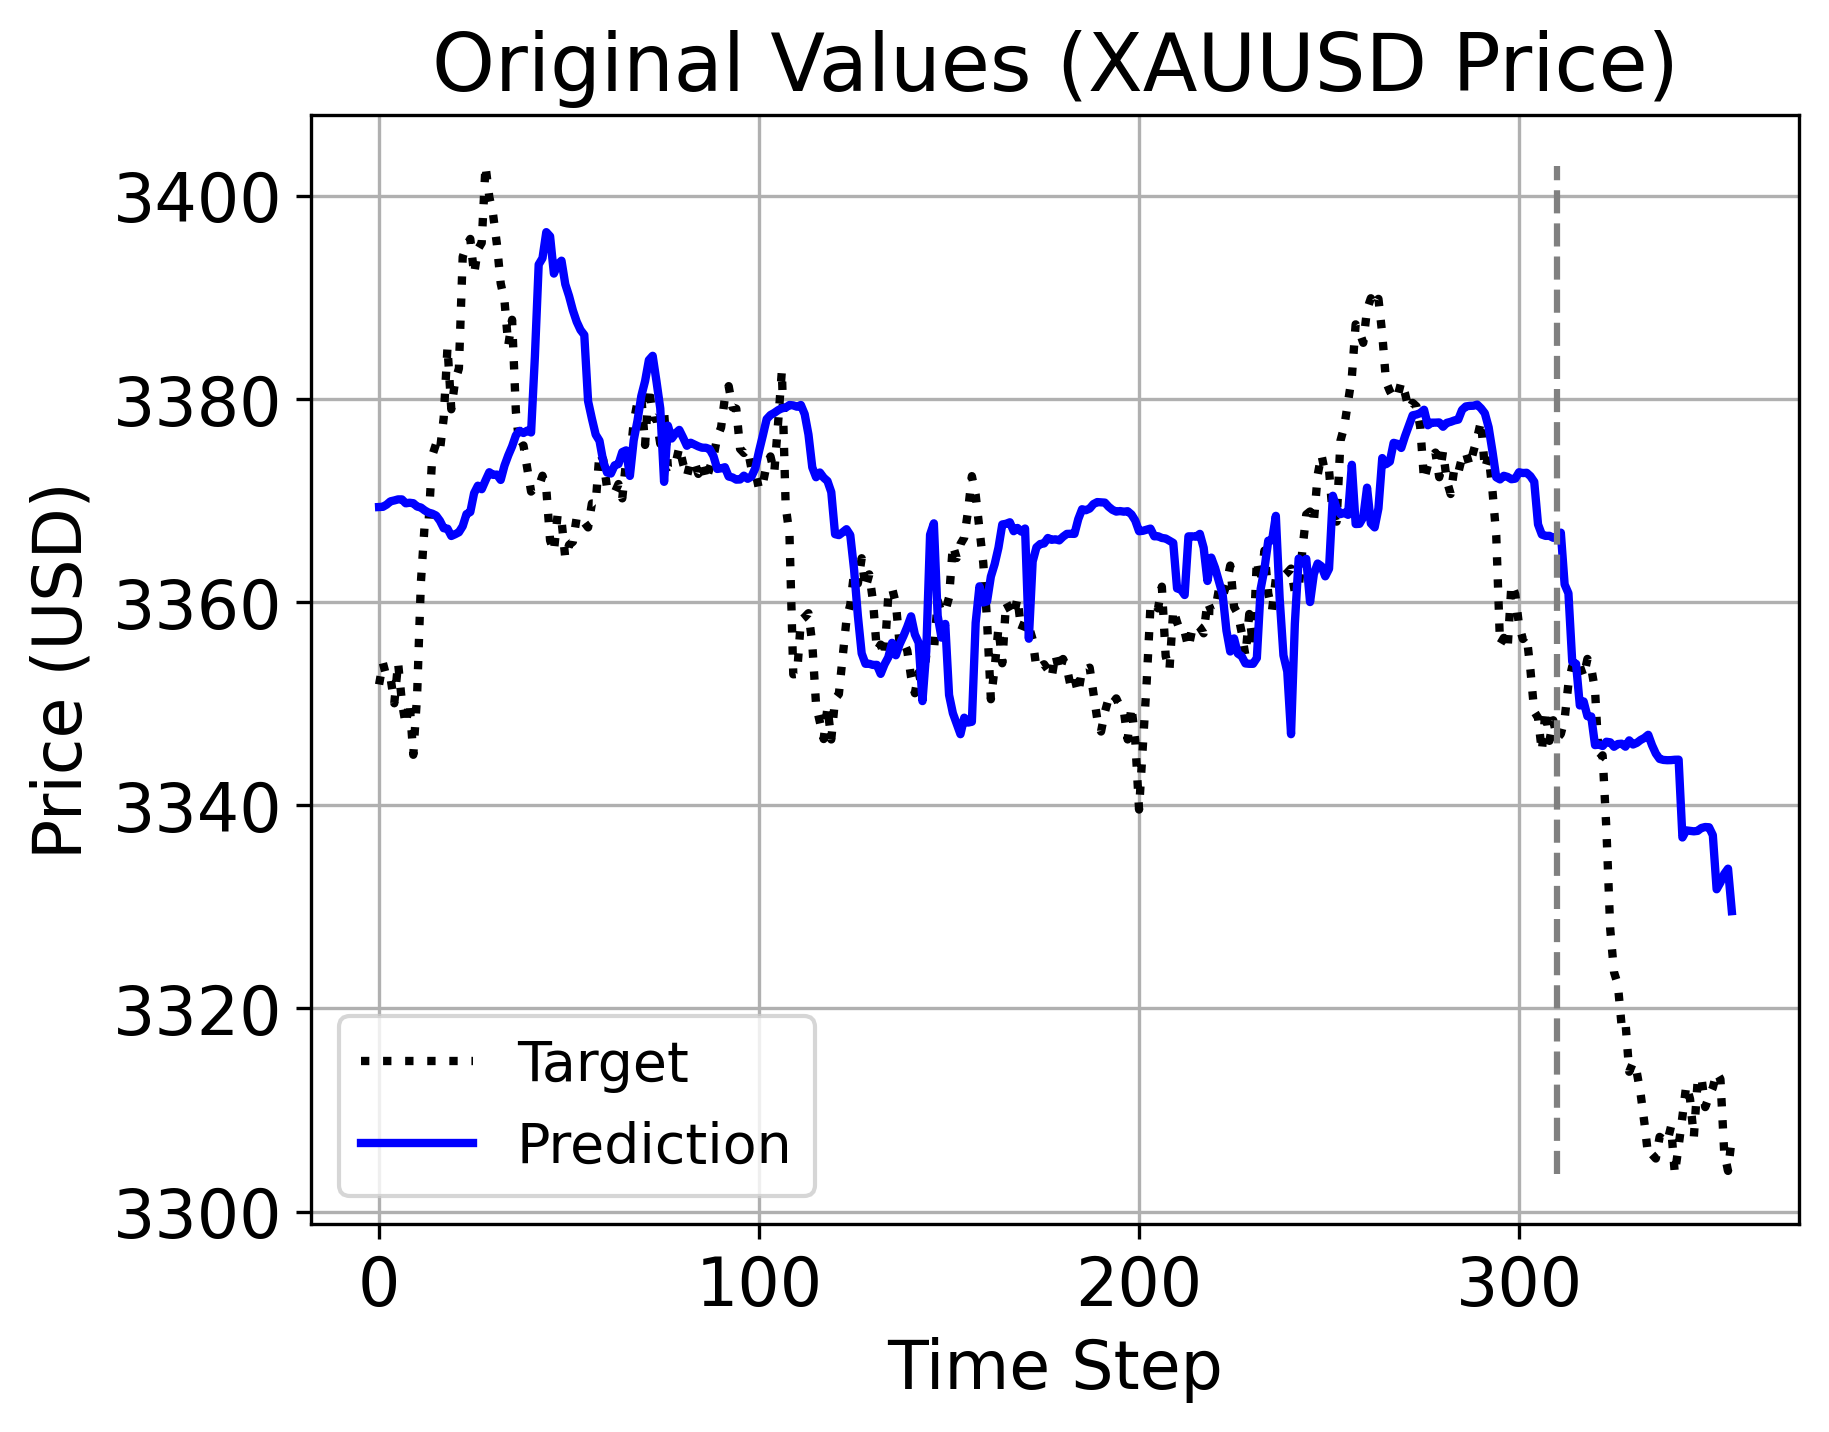 Original Values (XAUUSD Price)
Price (USD)
3400
3380
3360
3340
3320
3300
Target
Prediction
0 100 200 300
Time Step